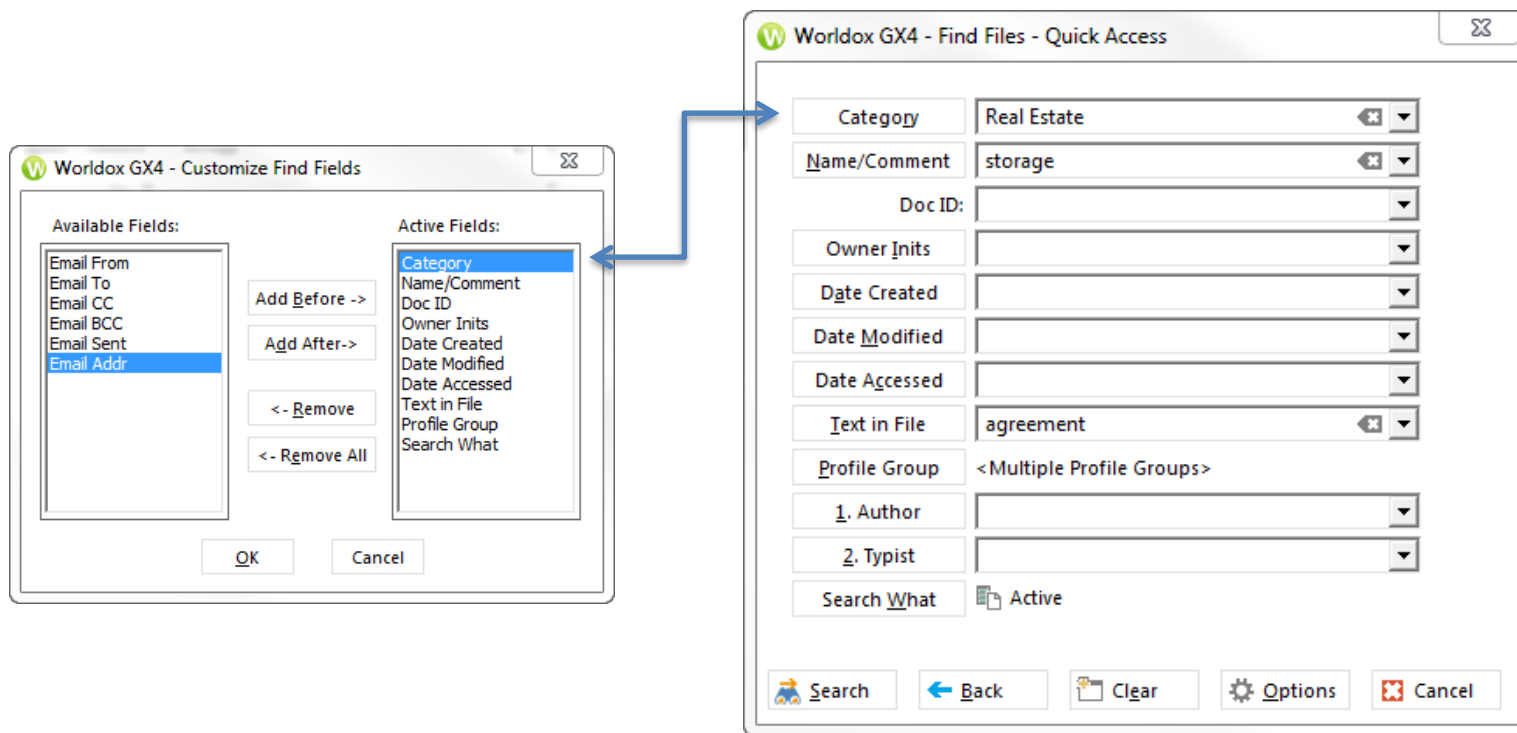 Worldox GX4 - Customize Find Fields
Available Fields:
Email From
Email To
Email CC
Email BCC
Email Sent
Email Addr
Add Before ->
Add After->
<- Remove
<- Remove All
Active Fields:
Category
Name/Comment
Doc ID
Owner Inits
Date Created
Date Modified
Date Accessed
Text in File
Profile Group
Search What
OK Cancel
Worldox GX4 - Find Files - Quick Access
Category Real Estate
Name/Comment storage
Doc ID:
Owner Inits
Date Created
Date Modified
Date Accessed
Text in File agreement
Profile Group <Multiple Profile Groups>
1. Author
2. Typist
Search What Active
Search Back Clear Options Cancel